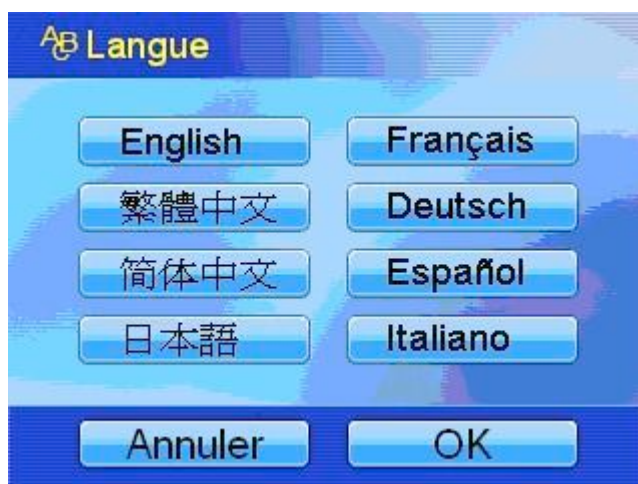 ABC Langue
English Français
繁體中文 Deutsch
简体中文 Español
日本語 Italiano
Annuler OK